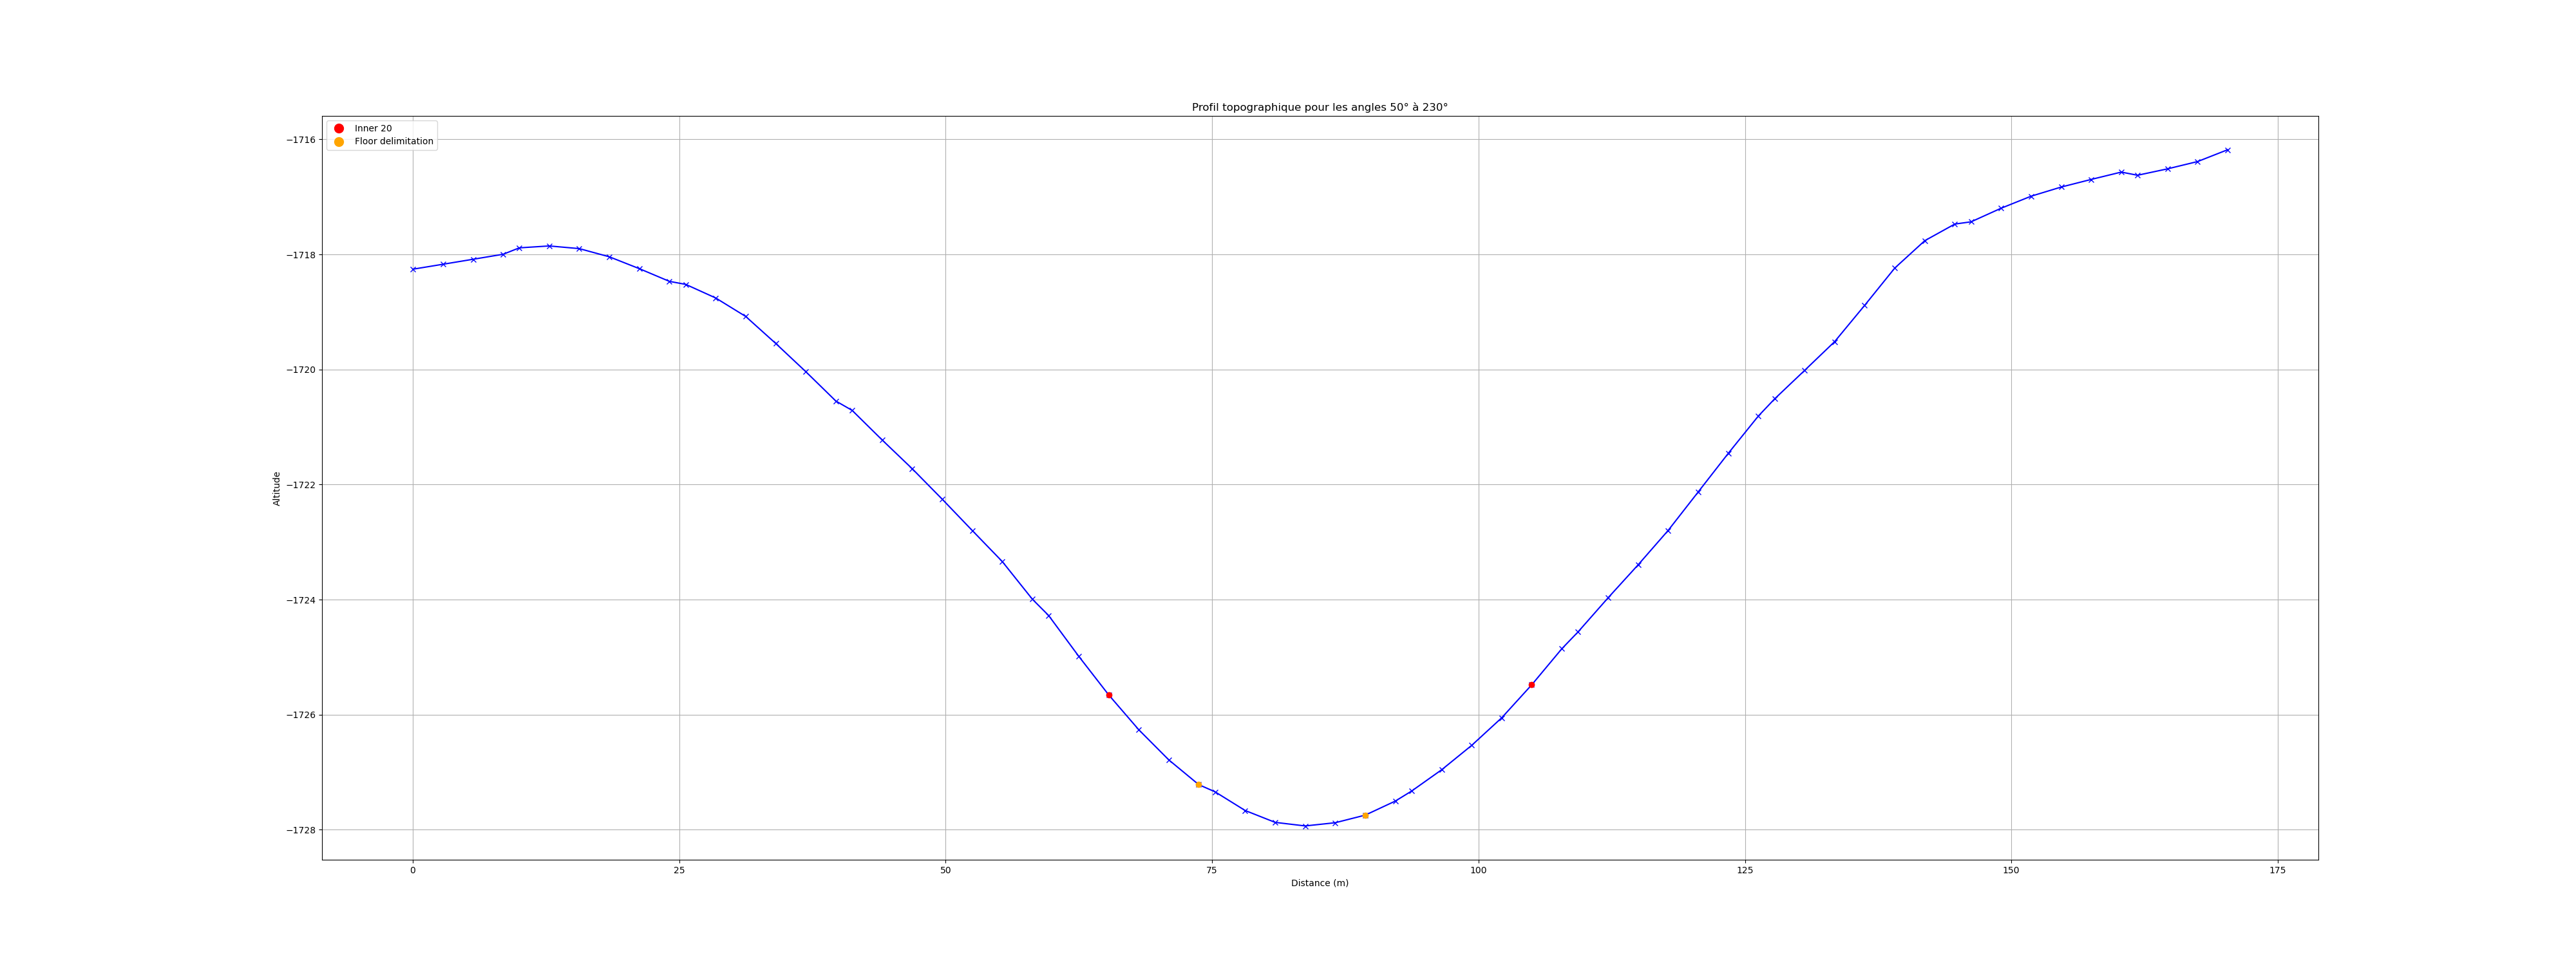 Profil topographique pour les angles 50° à 230°
Inner 20
Floor delimitation
−1716
−1718
−1720
−1722
−1724
−1726
−1728
Altitude
0 25 50 75 100 125 150 175
Distance (m)